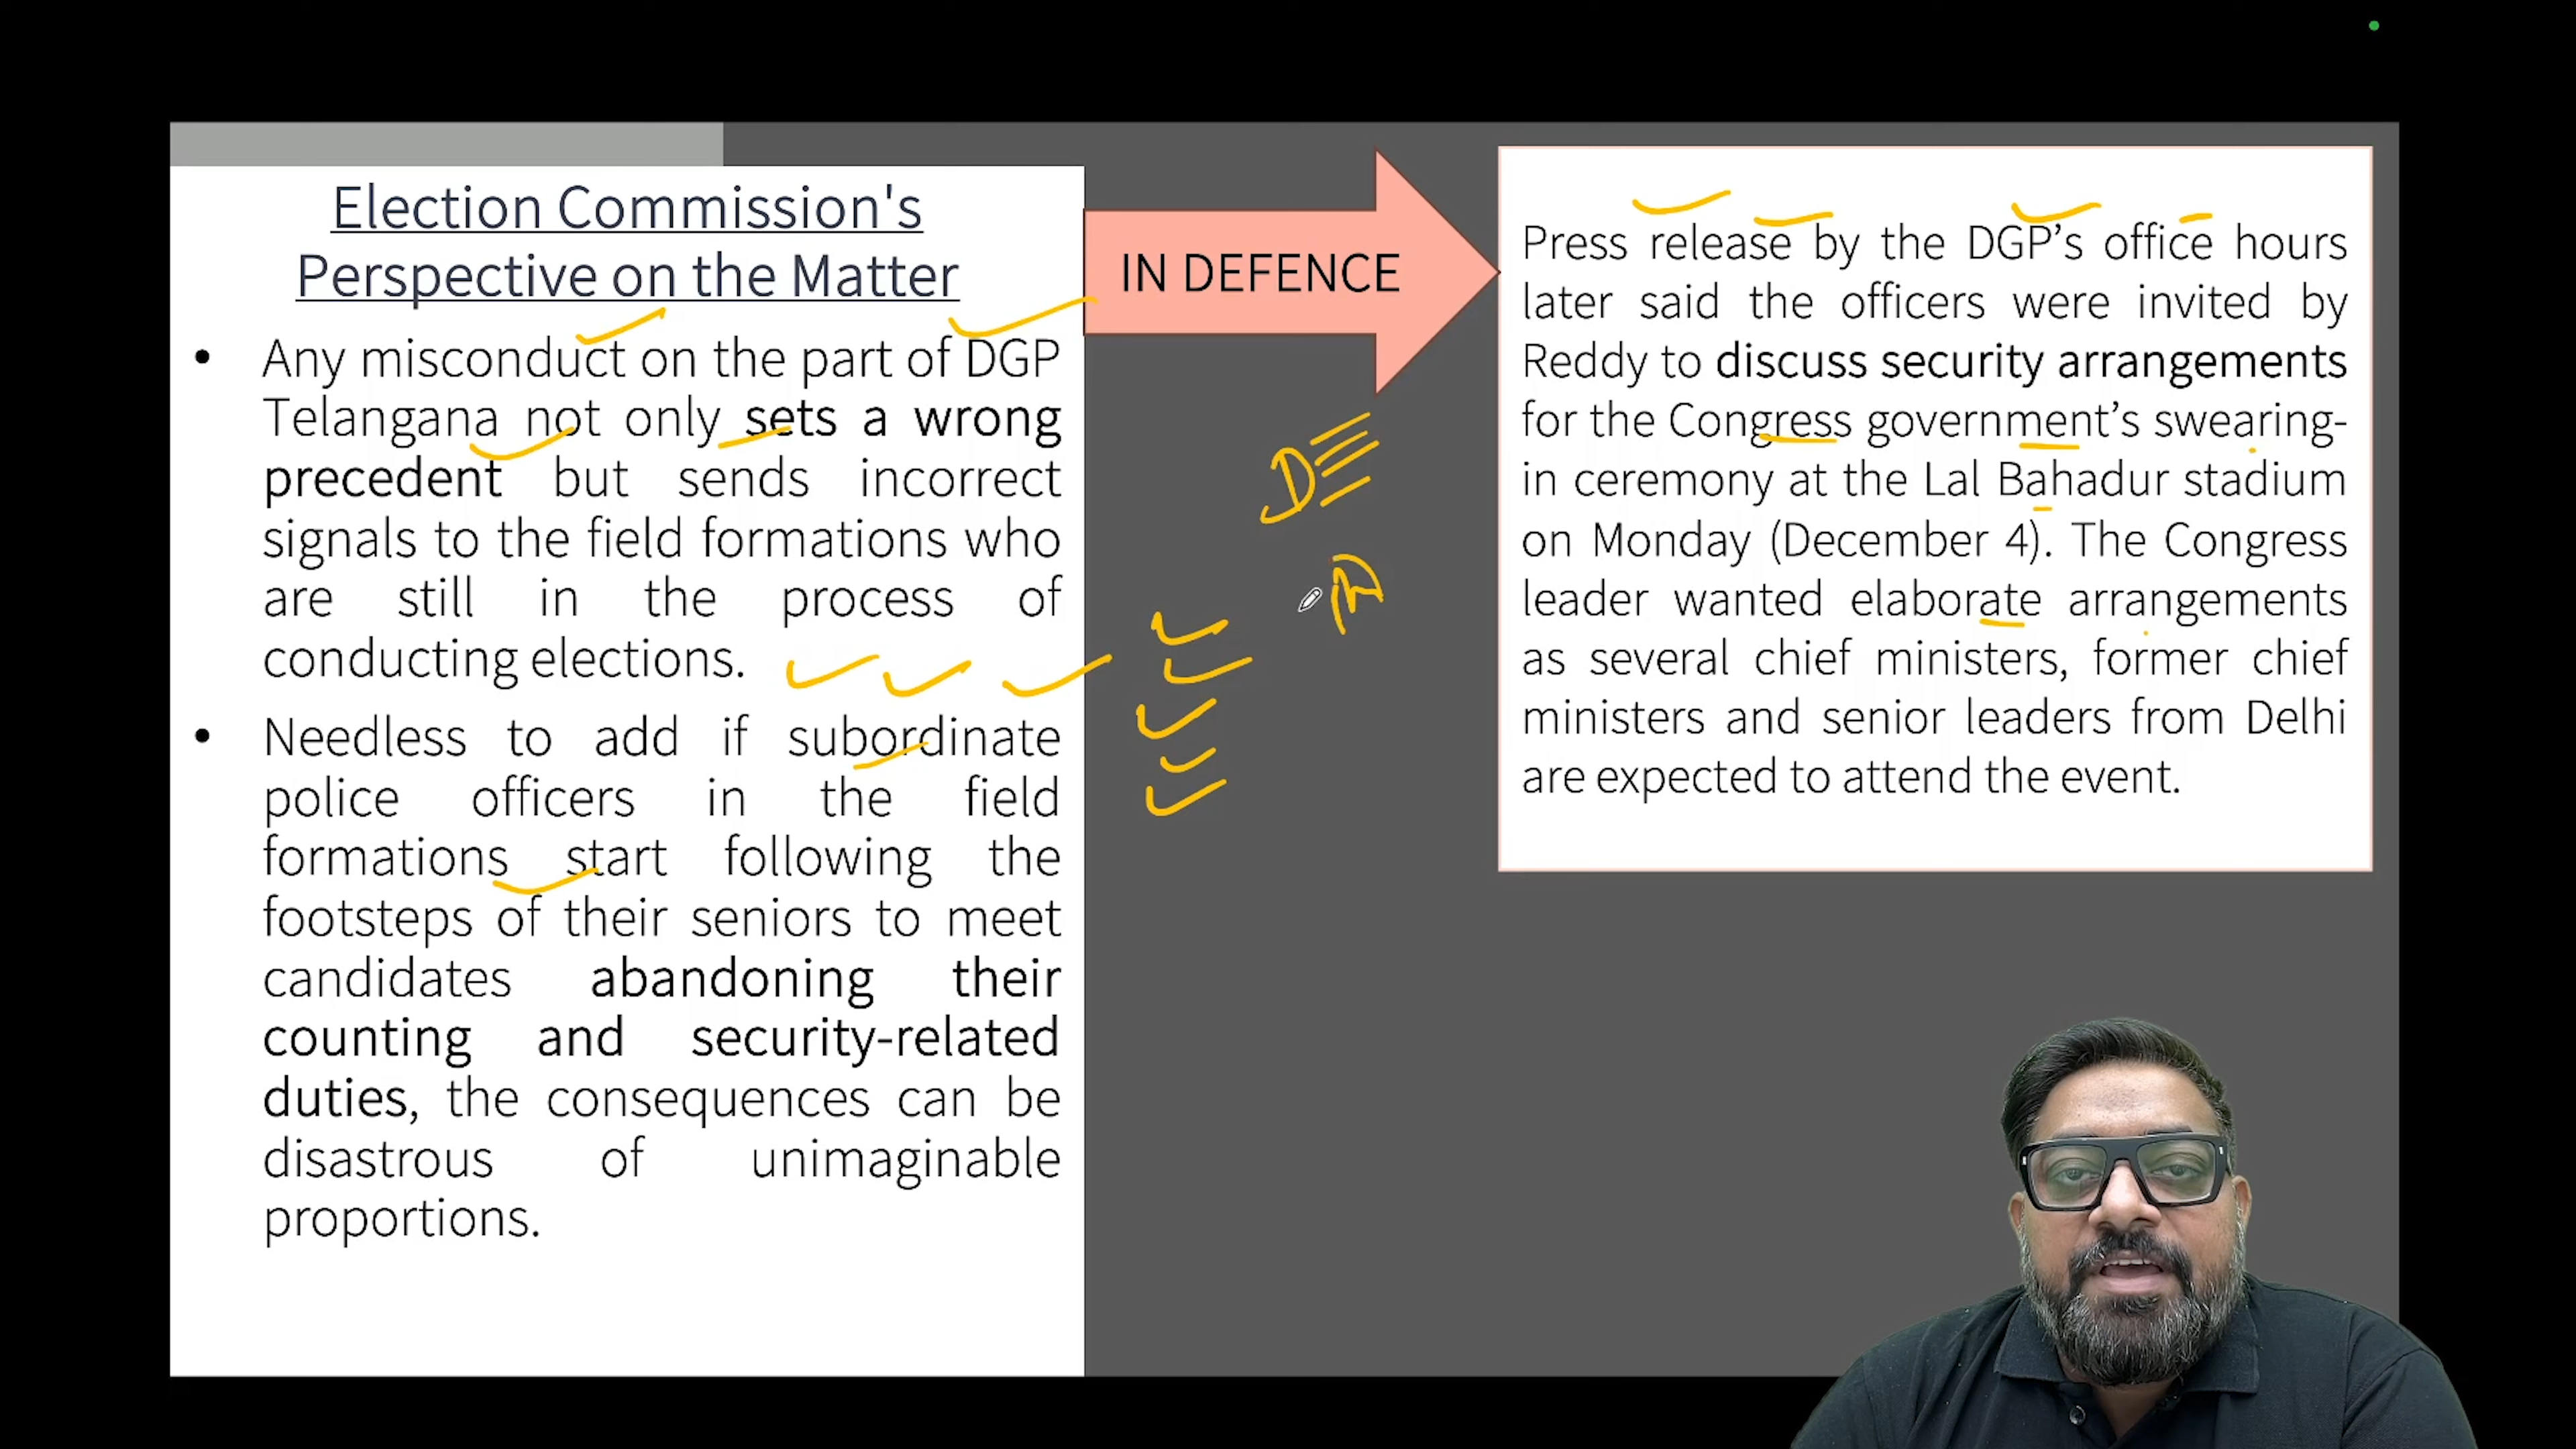 Election Commission's
Perspective on the Matter
• Any misconduct on the part of DGP
Telangana not only sets a wrong
precedent but sends incorrect
signals to the field formations who
are still in the process of
conducting elections.
• Needless to add if subordinate
police officers in the field
formations start following the
footsteps of their seniors to meet
candidates abandoning their
counting and security-related
duties, the consequences can be
disastrous of unimaginable
proportions.
IN DEFENCE
D
R
Press release by the DGP’s office hours
later said the officers were invited by
Reddy to discuss security arrangements
for the Congress government’s swearing-
in ceremony at the Lal Bahadur stadium
on Monday (December 4). The Congress
leader wanted elaborate arrangements
as several chief ministers, former chief
ministers and senior leaders from Delhi
are expected to attend the event.